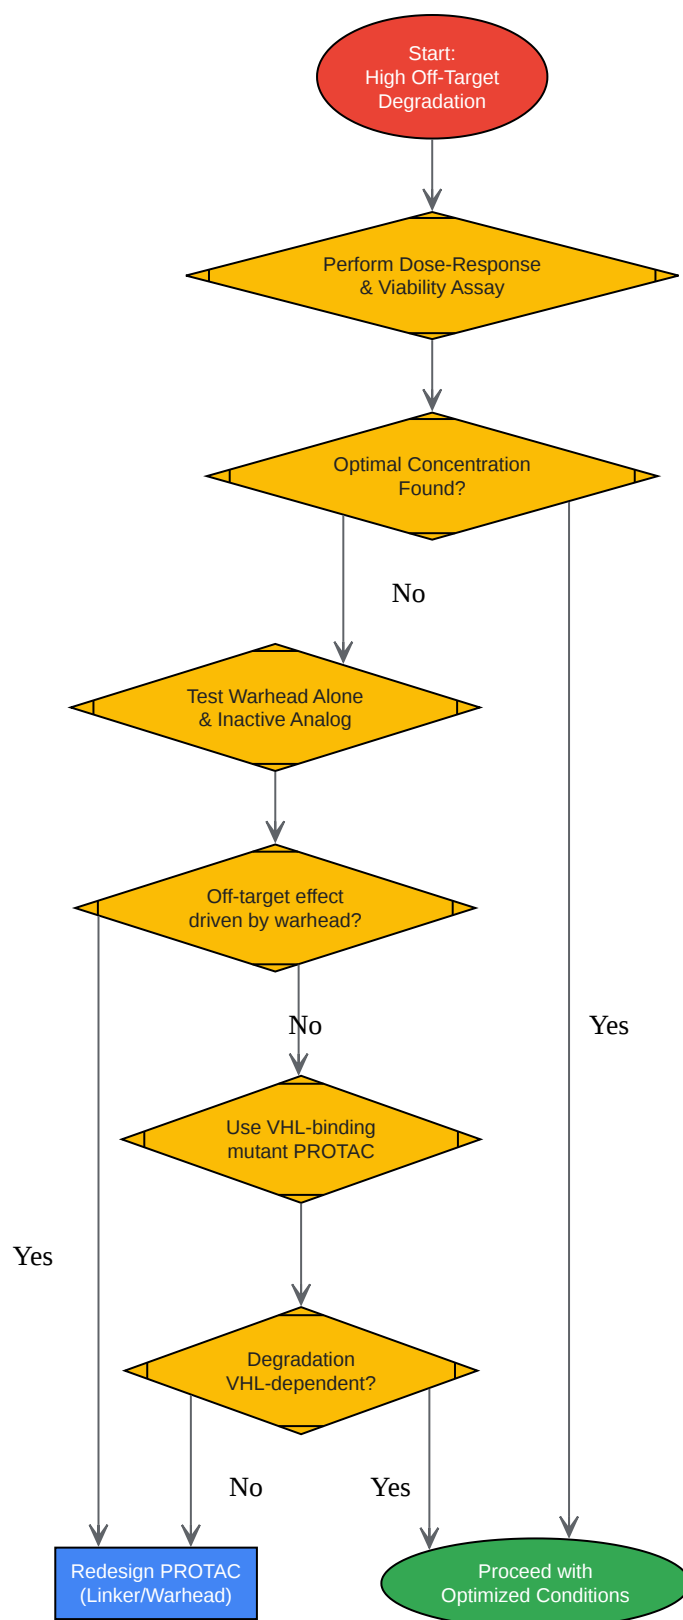 Start:
High Off-Target
Degradation
Perform Dose-Response
& Viability Assay
Optimal Concentration
Found?
No
Test Warhead Alone
& Inactive Analog
Off-target effect
driven by warhead?
No
Yes
Use VHL-binding
mutant PROTAC
Yes
Degradation
VHL-dependent?
No
Yes
Redesign PROTAC
(Linker/Warhead)
Proceed with
Optimized Conditions